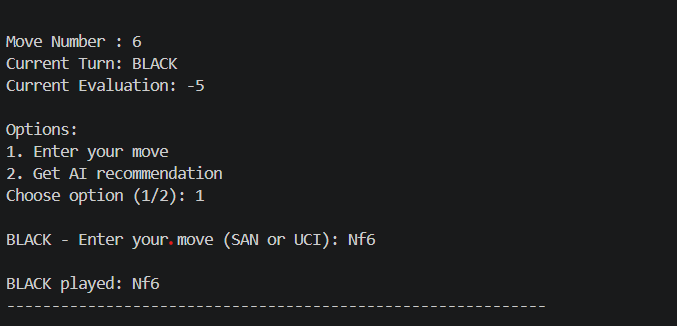 Move Number : 6
Current Turn: BLACK
Current Evaluation: -5
Options:
1. Enter your move
2. Get AI recommendation
Choose option (1/2): 1
BLACK - Enter your move (SAN or UCI): Nf6
BLACK played: Nf6
------------------------------------------------------------